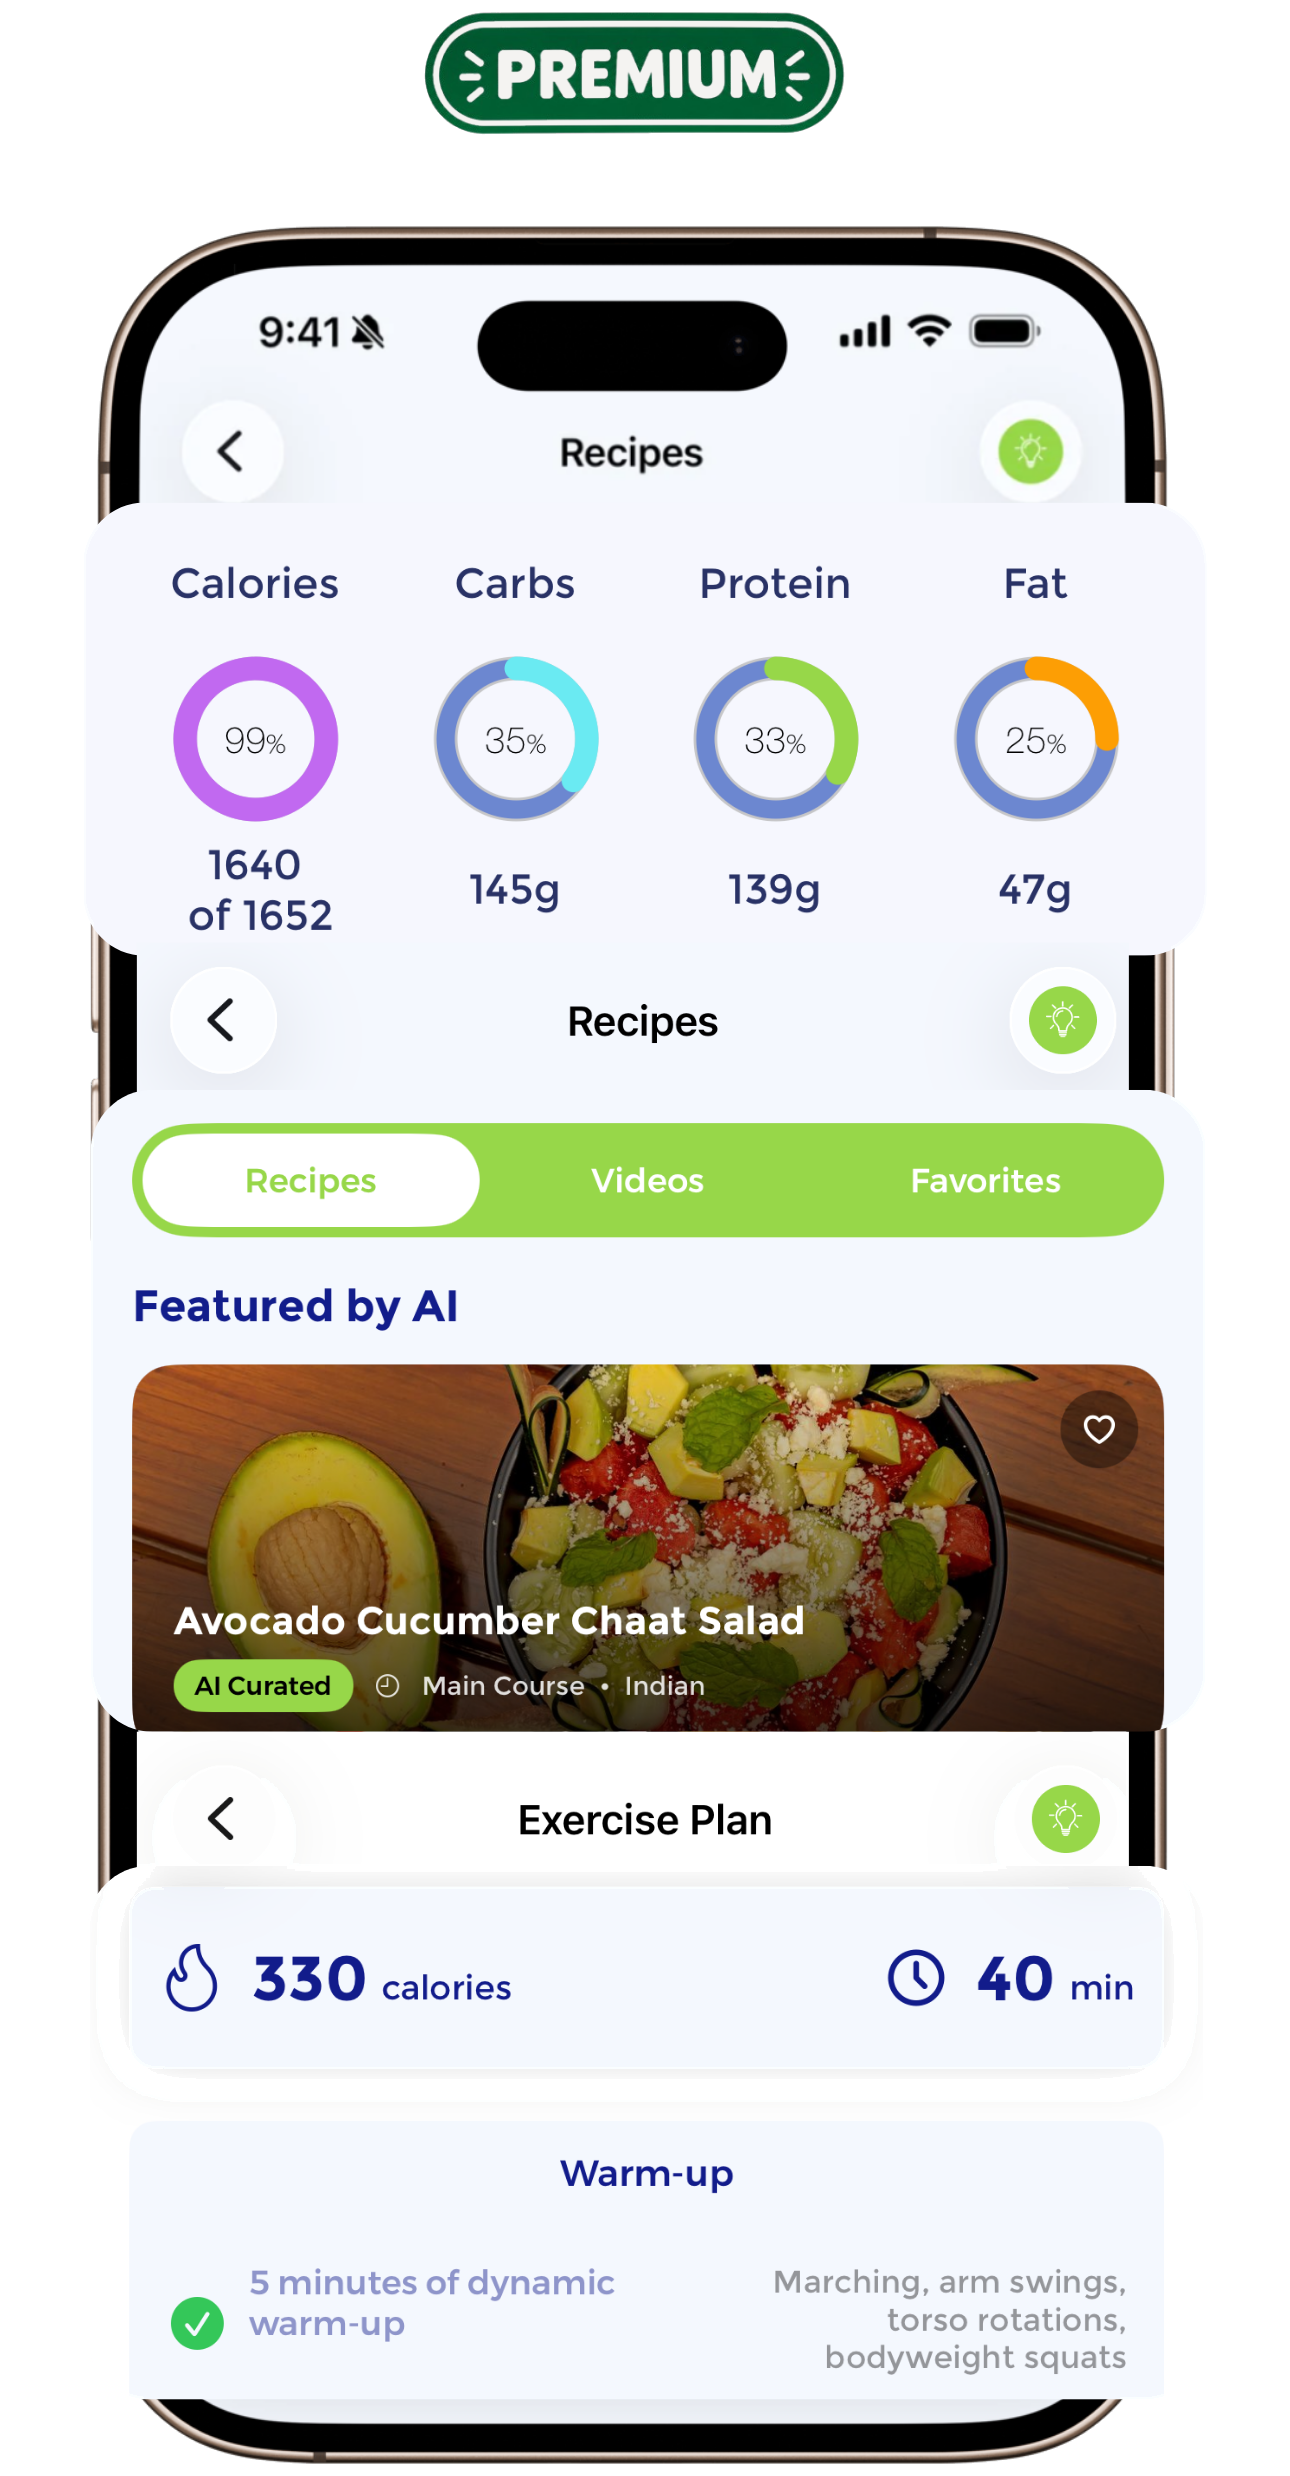 PREMIUM
9:41
Recipes
Calories Carbs Protein Fat
99% 35% 33% 25%
1640
of 1652
145g 139g 47g
Recipes
Recipes Videos Favorites
Featured by AI
Avocado Cucumber Chaat Salad
AI Curated Main Course • Indian
Exercise Plan
330 calories 40 min
Warm-up
5 minutes of dynamic
warm-up
Marching, arm swings,
torso rotations,
bodyweight squats